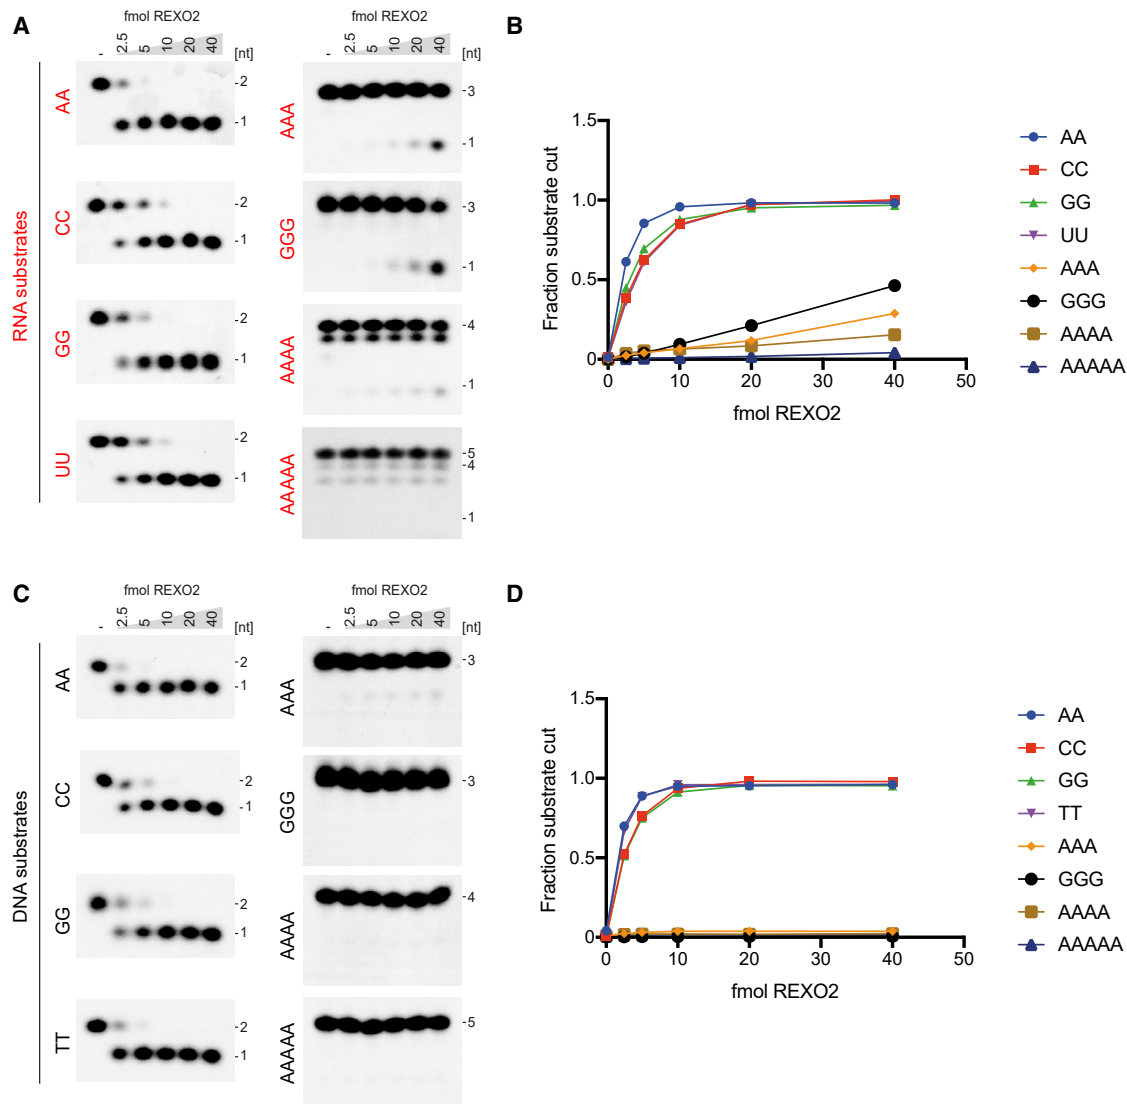 A
fmol REXO2
- 2.5 5 10 20 40 [nt]
fmol REXO2
- 2.5 5 10 20 40 [nt]
RNA substrates
AA
-2
-1
CC
-2
-1
GG
-2
-1
UU
-2
-1
AAA
-3
-1
GGG
-3
-1
AAAA
-4
-1
AAAAA
-5
-4
-1
B
Fraction substrate cut
1.5
1.0
0.5
0
0 10 20 30 40 50
fmol REXO2
AA
CC
GG
UU
AAA
GGG
AAAA
AAAAA
C
fmol REXO2
- 2.5 5 10 20 40 [nt]
fmol REXO2
- 2.5 5 10 20 40 [nt]
DNA substrates
AA
-2
-1
CC
-2
-1
GG
-2
-1
TT
-2
-1
AAA
-3
GGG
-3
AAAA
-4
AAAAA
-5
D
Fraction substrate cut
1.5
1.0
0.5
0
0 10 20 30 40 50
fmol REXO2
AA
CC
GG
TT
AAA
GGG
AAAA
AAAAA